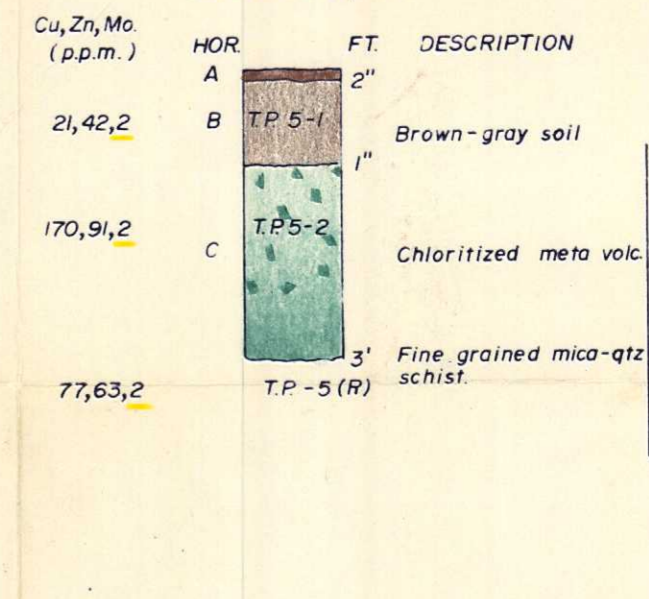 Cu, Zn, Mo.
(p.p.m.)
HOR.
FT.
DESCRIPTION
A
2"
21,42,2
B
T.P. 5-1
Brown-gray soil
1"
170,91,2
T.P.5-2
C
Chloritized meta volc.
3'
Fine grained mica-qtz
schist.
77,63,2
T.P.-5(R)